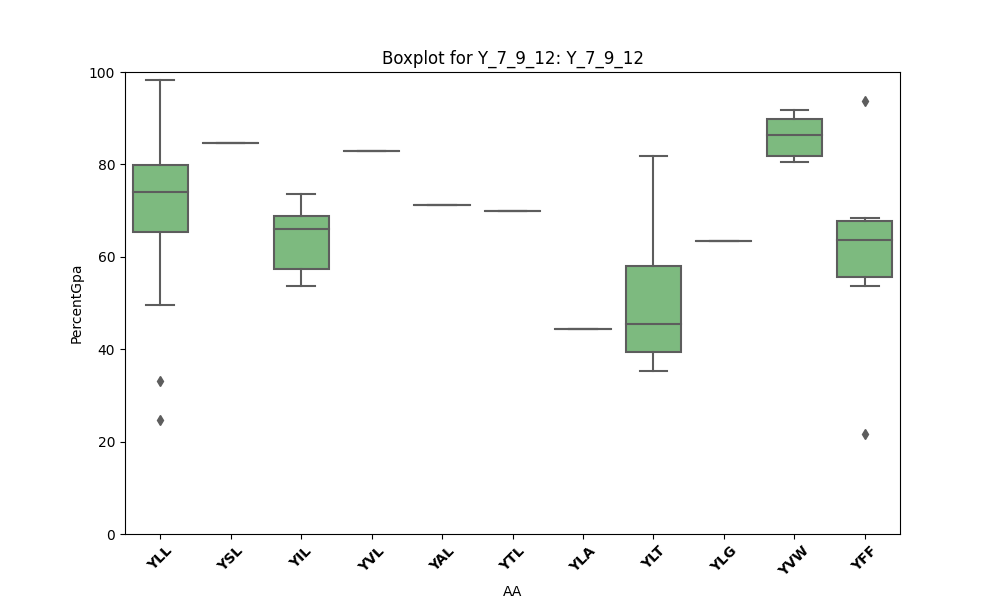 Boxplot for Y_7_9_12: Y_7_9_12
100
80
60
40
20
0
PercentGpa
YLL YSL YIL YVL YAL YTL YLA YLT YLG YVW YFF
AA